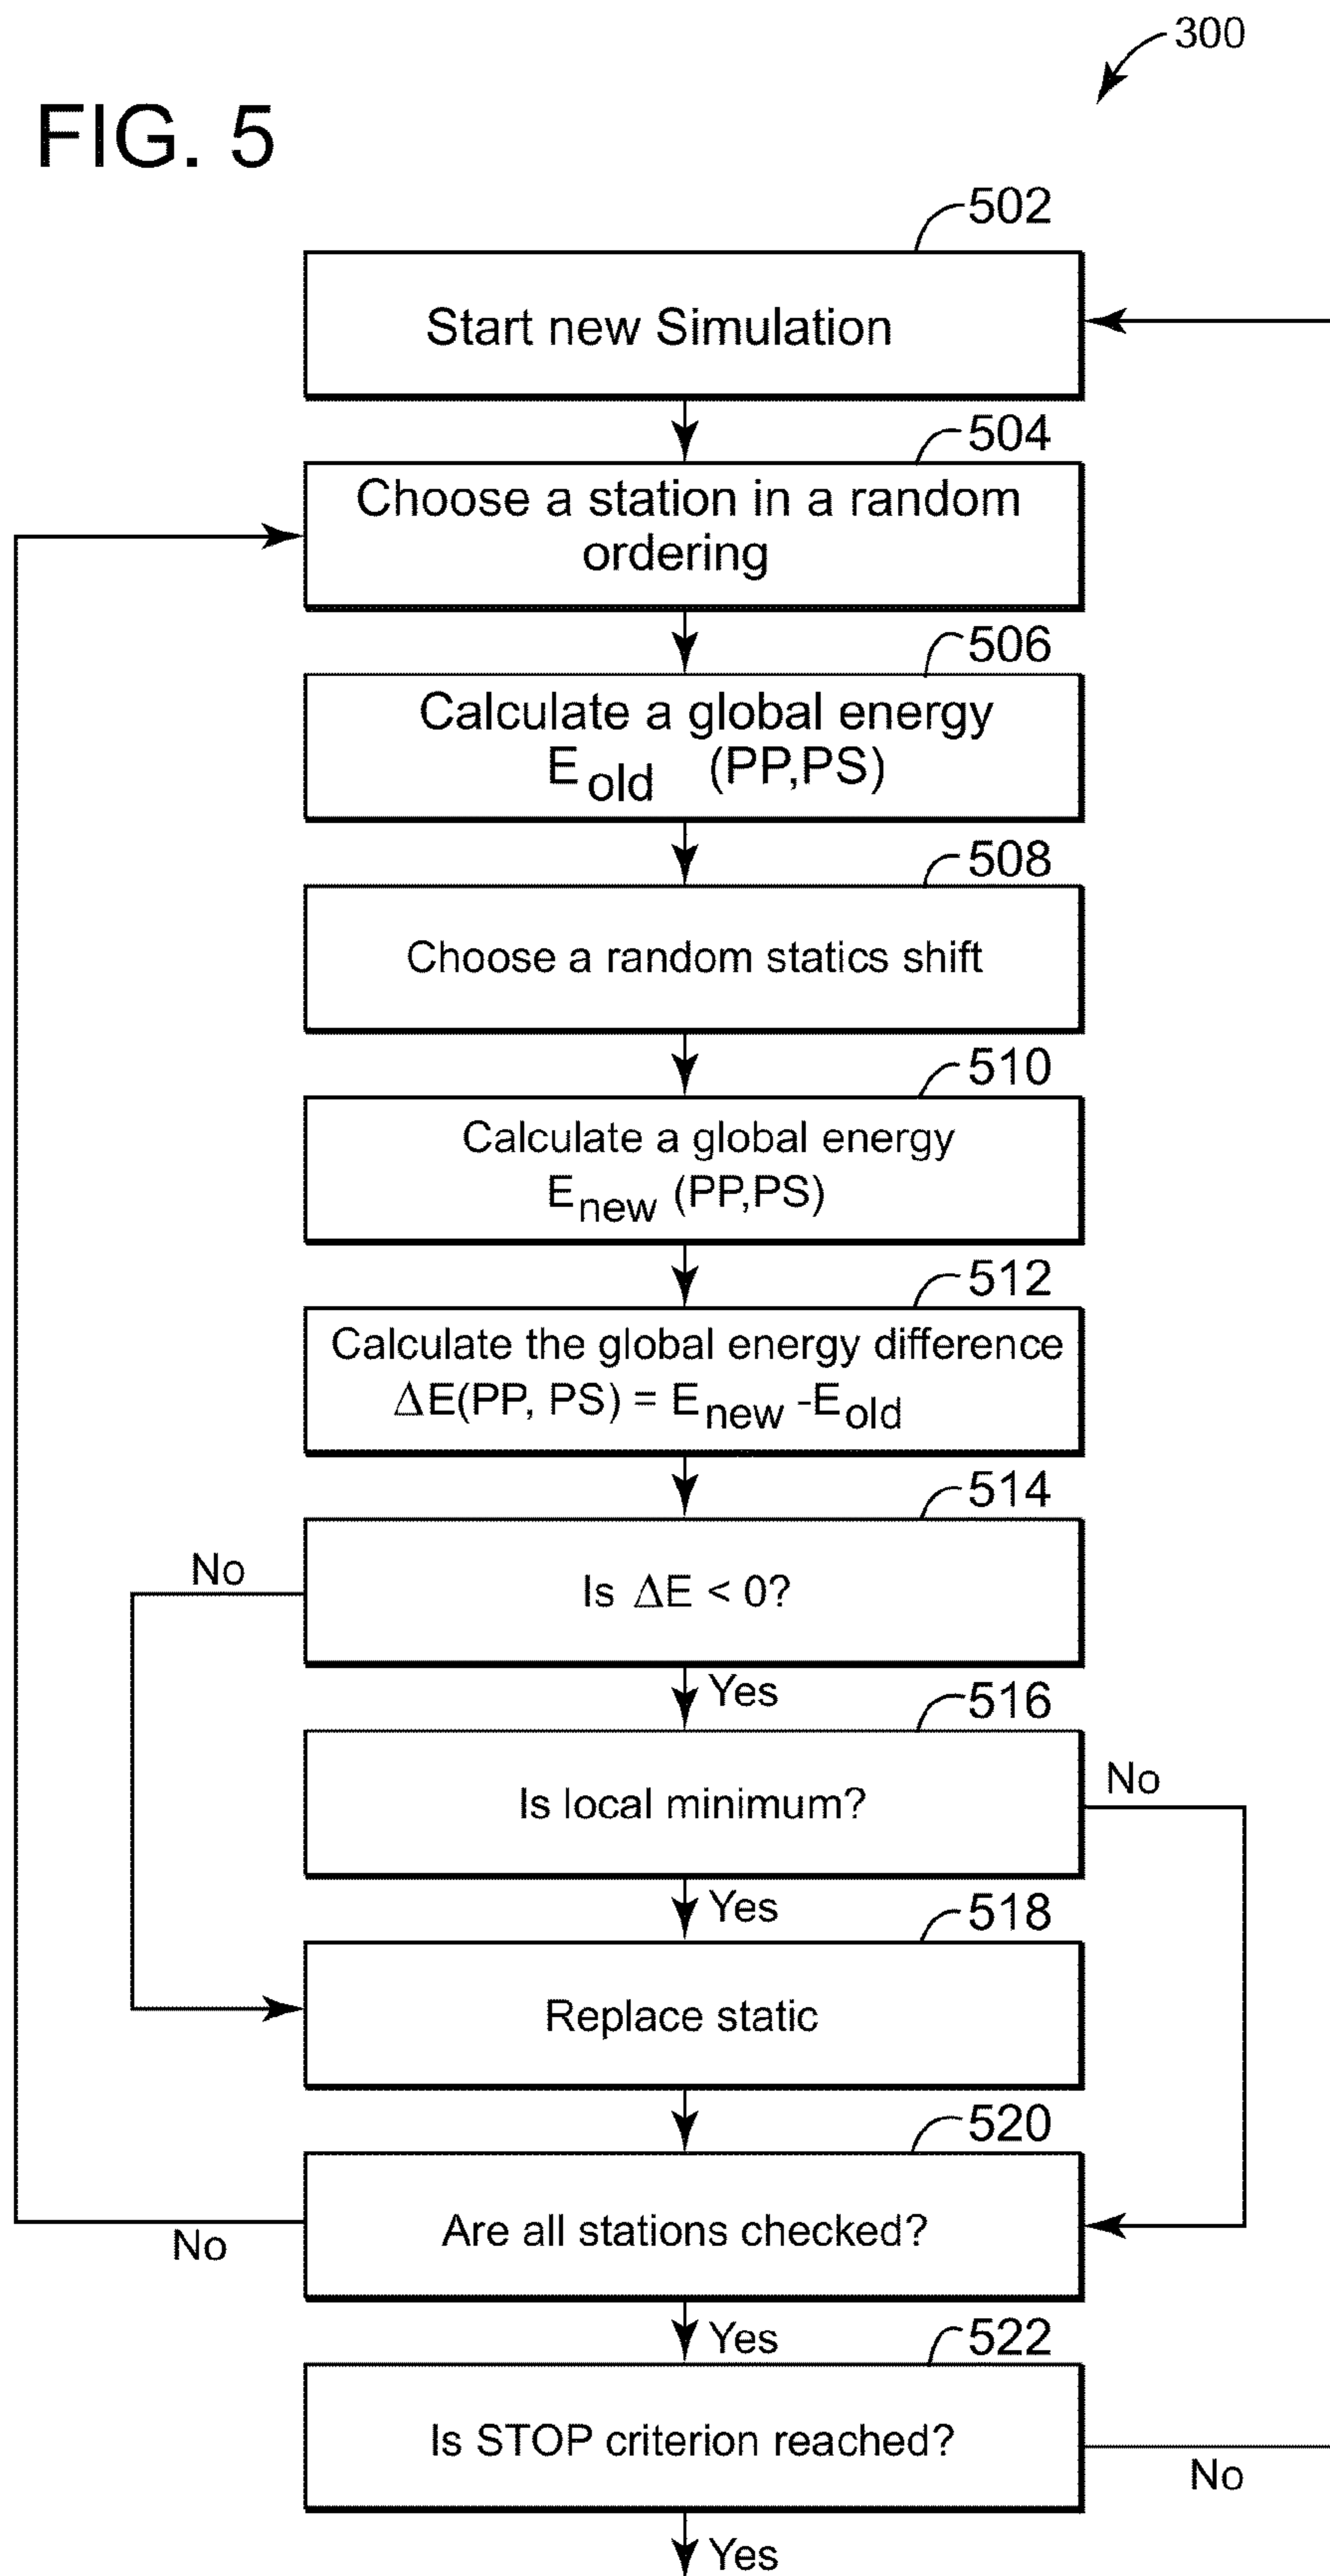 300
FIG. 5
502
Start new Simulation
504
Choose a station in a random
ordering
506
Calculate a global energy
E old (PP,PS)
508
Choose a random statics shift
510
Calculate a global energy
E new (PP,PS)
512
Calculate the global energy difference
ΔE(PP, PS) = E new -E old
514
No
Is ΔE < 0?
Yes
516
No
Is local minimum?
Yes
518
Replace static
520
Are all stations checked?
No
Yes
522
Is STOP criterion reached?
No
Yes